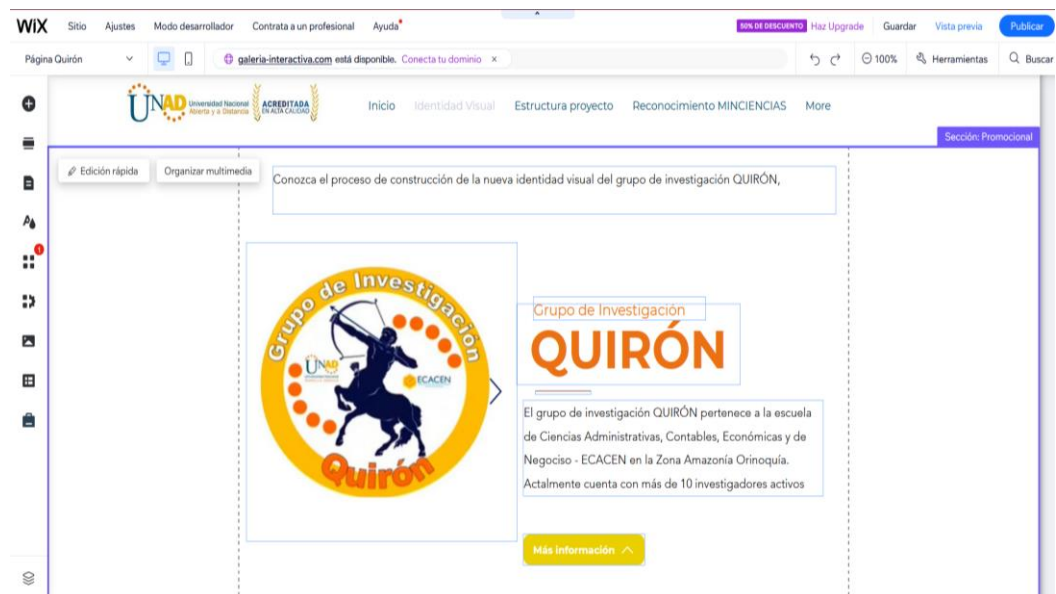 WiX Sitio Ajustes Modo desarrollador Contrata a un profesional Ayuda 50% DE DESCUENTO Haz Upgrade Guardar Vista previa Publicar
Página Quirón galeria-interactiva.com está disponible. Conecta tu dominio × 100% Herramientas Buscar
UNAD Universidad Nacional Abierta y a Distancia ACREDITADA EN ALTA CALIDAD
Inicio Identidad Visual Estructura proyecto Reconocimiento MINCIENCIAS More
Sección: Promocional
Edición rápida Organizar multimedia
Conozca el proceso de construcción de la nueva identidad visual del grupo de investigación QUIRÓN,
1
Grupo de Investigación
UNAD
ECACEN
Quirón
Grupo de Investigación
QUIRÓN
El grupo de investigación QUIRÓN pertenece a la escuela
de Ciencias Administrativas, Contables, Económicas y de
Negociso - ECACEN en la Zona Amazonía Orinoquía.
Actalmente cuenta con más de 10 investigadores activos
Más información